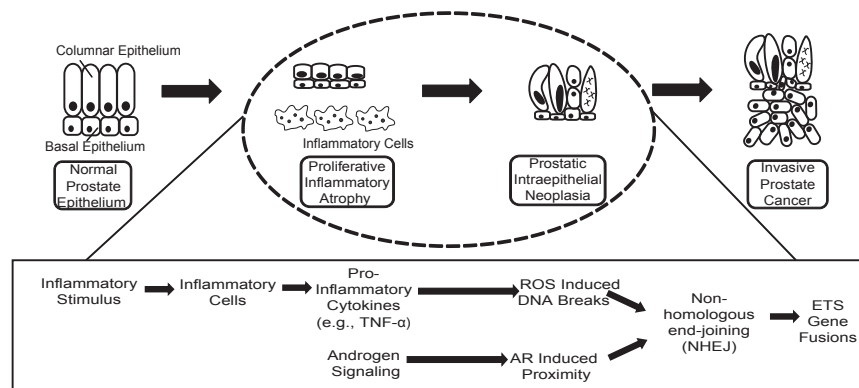 Columnar Epithelium
Basal Epithelium
Normal
Prostate
Epithelium
Inflammatory Cells
Proliferative
Inflammatory
Atrophy
Prostatic
Intraepithelial
Neoplasia
Invasive
Prostate
Cancer
Inflammatory
Stimulus
Inflammatory
Cells
Pro-
Inflammatory
Cytokines
(e.g., TNF-α)
ROS Induced
DNA Breaks
Androgen
Signaling
AR Induced
Proximity
Non-
homologous
end-joining
(NHEJ)
ETS
Gene
Fusions